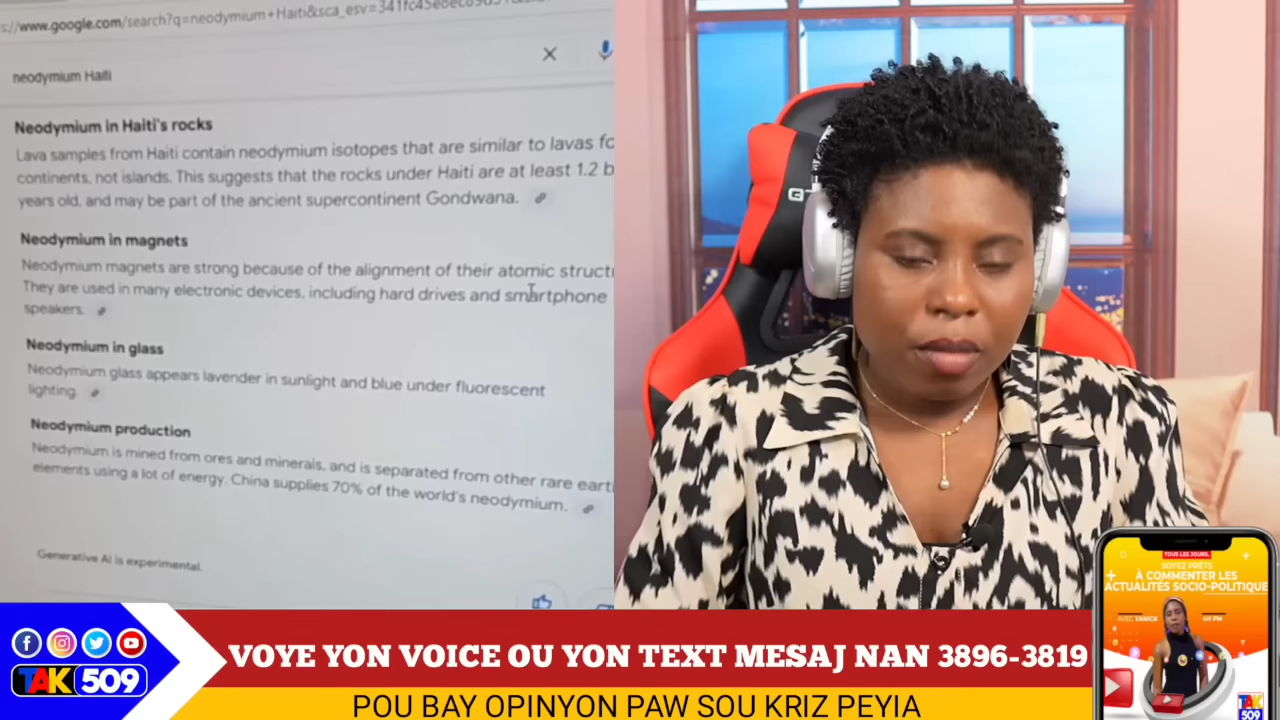 https://www.google.com/search?q=neodymium+Haiti&sca_esv=341fc45e8ec89d51
neodymium Haiti
Neodymium in Haiti's rocks
Lava samples from Haiti contain neodymium isotopes that are similar to lavas
continents, not islands. This suggests that the rocks under Haiti are at least 1.2 b
years old, and may be part of the ancient supercontinent Gondwana.
Neodymium in magnets
Neodymium magnets are strong because of the alignment of their atomic struct
They are used in many electronic devices, including hard drives and smartphone
speakers.
Neodymium in glass
Neodymium glass appears lavender in sunlight and blue under fluorescent
lighting.
Neodymium production
Neodymium is mined from ores and minerals, and is separated from other rare eart
elements using a lot of energy. China supplies 70% of the world's neodymium.
Generative AI is experimental.
TAK 509
VOYE YON VOICE OU YON TEXT MESAJ NAN 3896-3819
POU BAY OPINYON PAW SOU KRIZ PEYIA
TOUS LES JOURS,
SOYEZ PRÊTS
À COMMENTER LES
ACTUALITÉS SOCIO-POLITIQUE
AVEC YANICK
4H PM
TAK
509